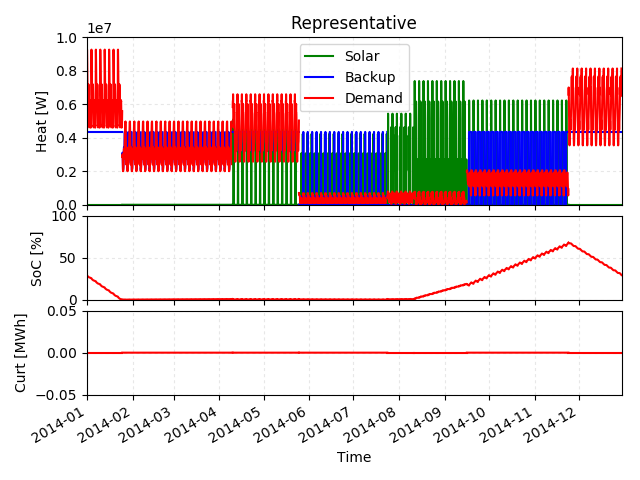 Representative
1e7
1.0
0.8
0.6
0.4
0.2
0.0
Heat [W]
Solar
Backup
Demand
100
50
0
SoC [%]
0.05
0.00
−0.05
Curt [MWh]
2014-01
2014-02
2014-03
2014-04
2014-05
2014-06
2014-07
2014-08
2014-09
2014-10
2014-11
2014-12
Time